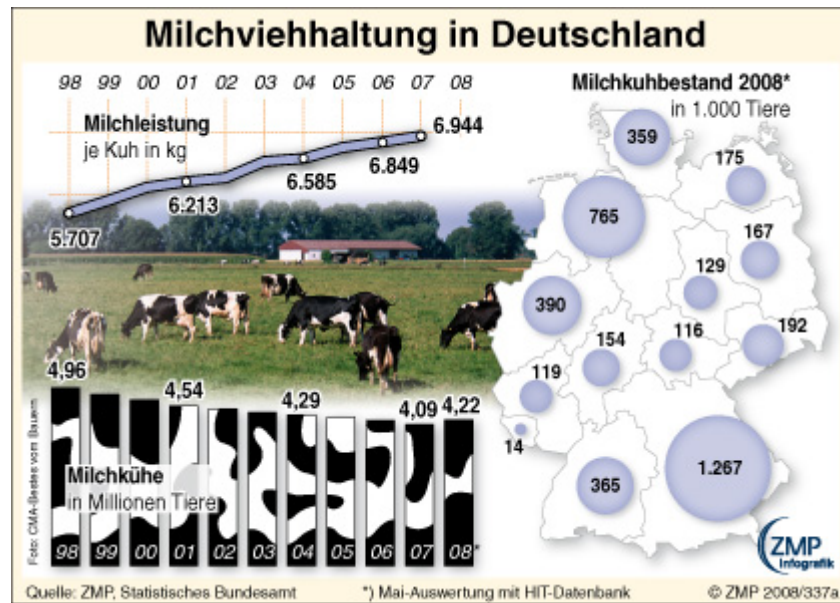 Milchviehhaltung in Deutschland
98 99 00 01 02 03 04 05 06 07 08
Milchleistung
je Kuh in kg
5.707
6.213
6.585
6.849
6.944
4,96
4,54
4,29
4,09
4,22
Milchkühe
in Millionen Tiere
98 99 00 01 02 03 04 05 06 07 08*
Foto: CMA-Bestes vom Bauern
Milchkuhbestand 2008*
in 1.000 Tiere
359
175
765
167
129
390
192
154
116
119
14
365
1.267
ZMP
Infografik
Quelle: ZMP, Statistisches Bundesamt *) Mai-Auswertung mit HIT-Datenbank © ZMP 2008/337a